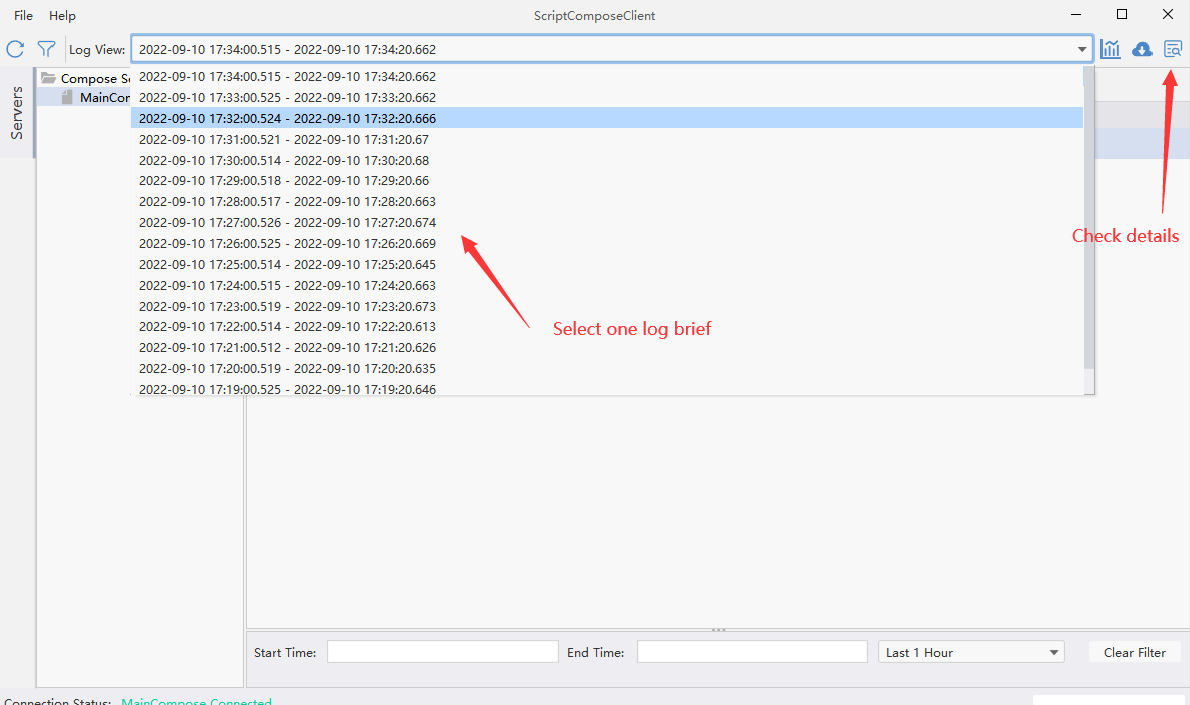 File Help ScriptComposeClient
Log View: 2022-09-10 17:34:00.515 - 2022-09-10 17:34:20.662
Servers
Compose Se
MainCom
2022-09-10 17:34:00.515 - 2022-09-10 17:34:20.662
2022-09-10 17:33:00.525 - 2022-09-10 17:33:20.662
2022-09-10 17:32:00.524 - 2022-09-10 17:32:20.666
2022-09-10 17:31:00.521 - 2022-09-10 17:31:20.67
2022-09-10 17:30:00.514 - 2022-09-10 17:30:20.68
2022-09-10 17:29:00.518 - 2022-09-10 17:29:20.66
2022-09-10 17:28:00.517 - 2022-09-10 17:28:20.663
2022-09-10 17:27:00.526 - 2022-09-10 17:27:20.674
2022-09-10 17:26:00.525 - 2022-09-10 17:26:20.669
2022-09-10 17:25:00.514 - 2022-09-10 17:25:20.645
2022-09-10 17:24:00.515 - 2022-09-10 17:24:20.663
2022-09-10 17:23:00.519 - 2022-09-10 17:23:20.673
2022-09-10 17:22:00.514 - 2022-09-10 17:22:20.613
2022-09-10 17:21:00.512 - 2022-09-10 17:21:20.626
2022-09-10 17:20:00.519 - 2022-09-10 17:20:20.635
2022-09-10 17:19:00.525 - 2022-09-10 17:19:20.646
Check details
Select one log brief
Start Time: End Time: Last 1 Hour Clear Filter
Connection Status: MainCompose Connected